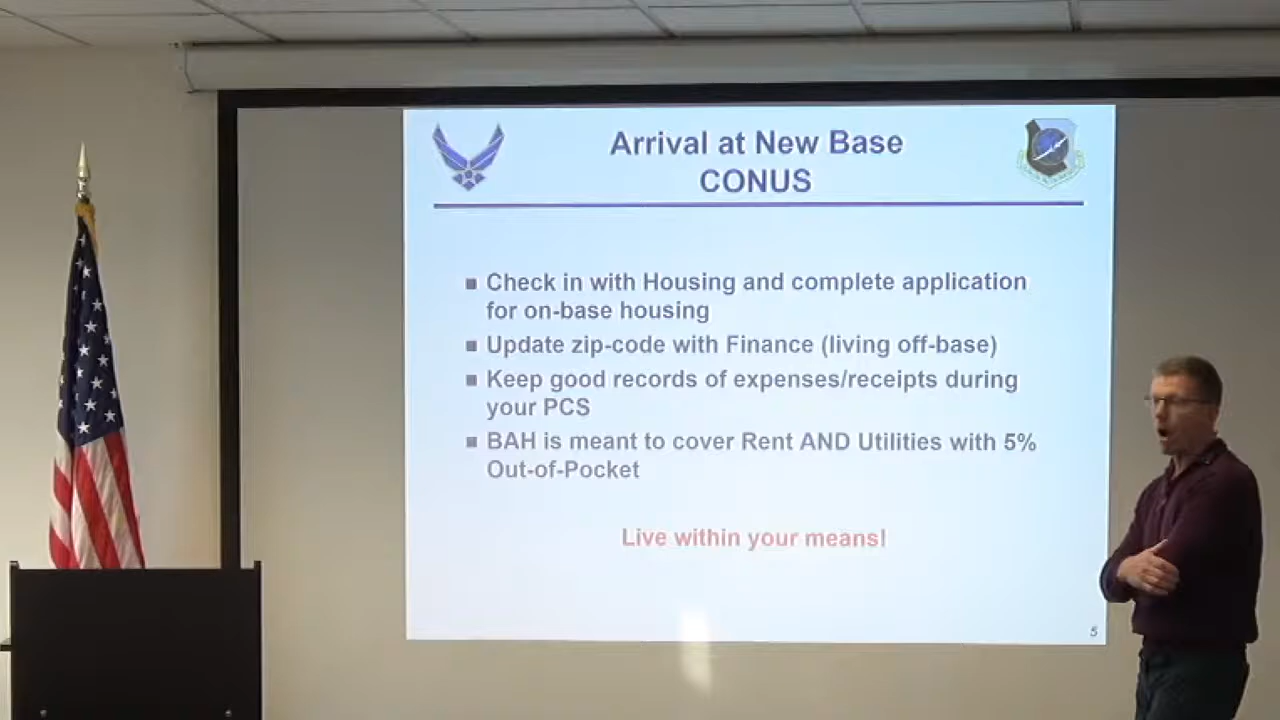 Arrival at New Base
CONUS
Check in with Housing and complete application
for on-base housing
Update zip-code with Finance (living off-base)
Keep good records of expenses/receipts during
your PCS
BAH is meant to cover Rent AND Utilities with 5%
Out-of-Pocket
Live within your means!
5